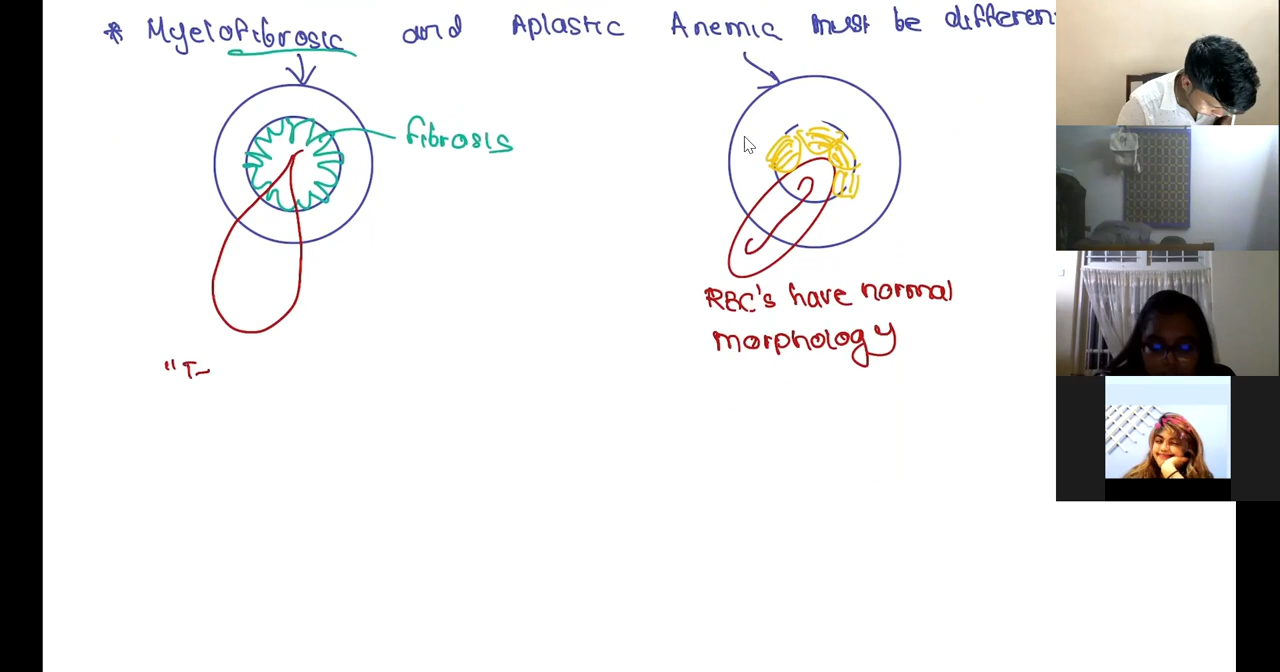 * Myelofibrosis and Aplastic Anemia must be differen
fibrosis
RBC's have normal
morphology
"T